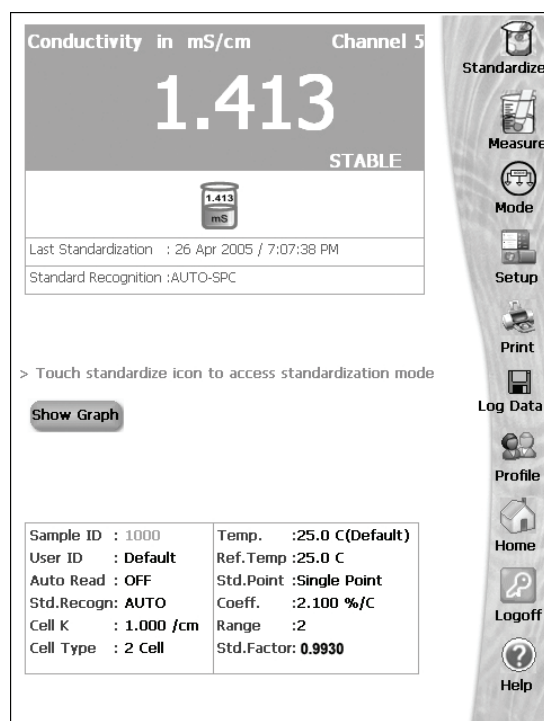 Conductivity in mS/cm Channel 5
1.413
STABLE
1.413
mS
Last Standardization : 26 Apr 2005 / 7:07:38 PM
Standard Recognition :AUTO-SPC
> Touch standardize icon to access standardization mode
Show Graph
Sample ID : 1000
User ID : Default
Auto Read : OFF
Std.Recogn: AUTO
Cell K : 1.000 /cm
Cell Type : 2 Cell
Temp. :25.0 C(Default)
Ref.Temp :25.0 C
Std.Point :Single Point
Coeff. :2.100 %/C
Range :2
Std.Factor: 0.9930
Standardize
Measure
Mode
Setup
Print
Log Data
Profile
Home
Logoff
Help